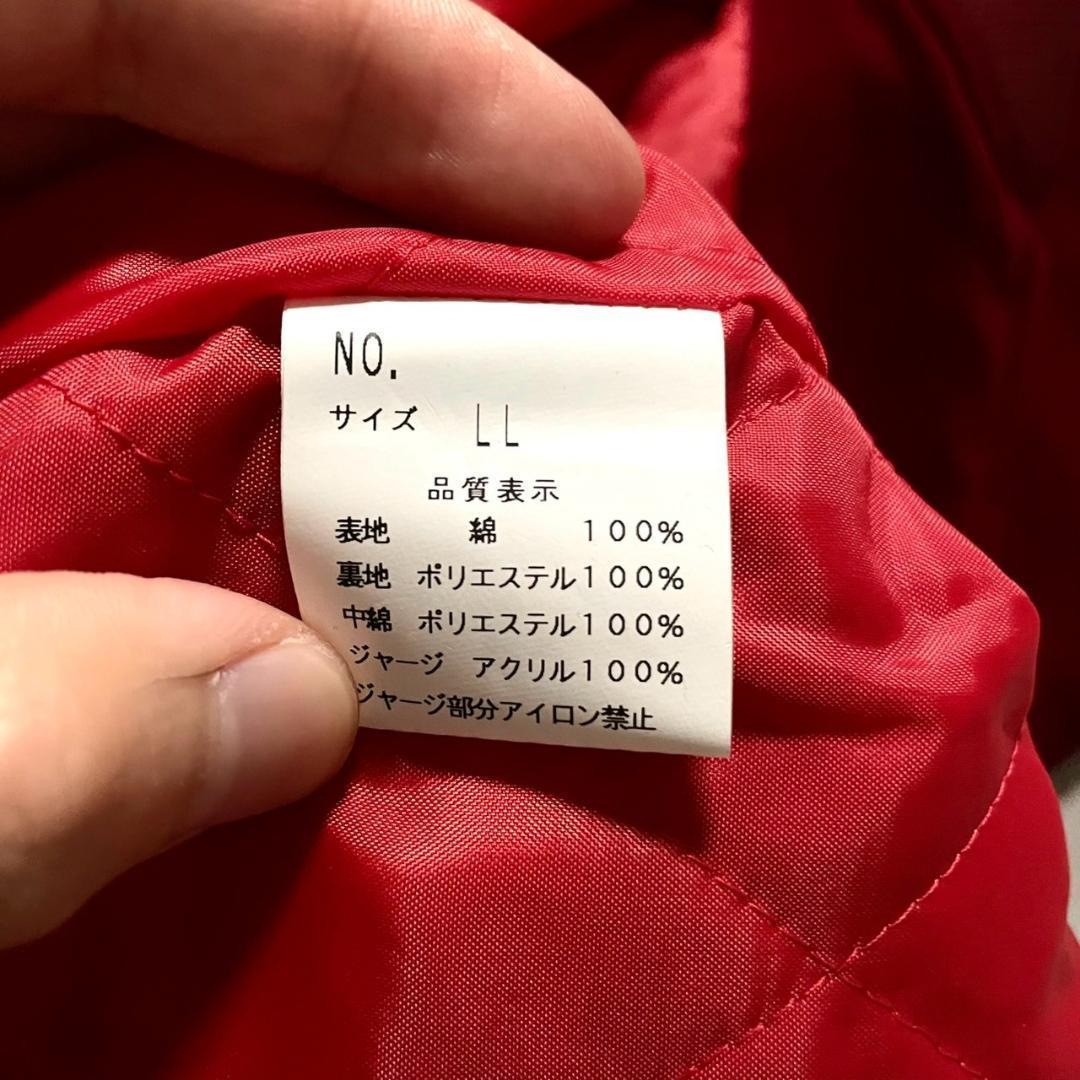 NO.
サイズ LL
品質表示
表地 綿 100%
裏地 ポリエステル100%
中綿 ポリエステル100%
ジャージ アクリル100%
ジャージ部分アイロン禁止